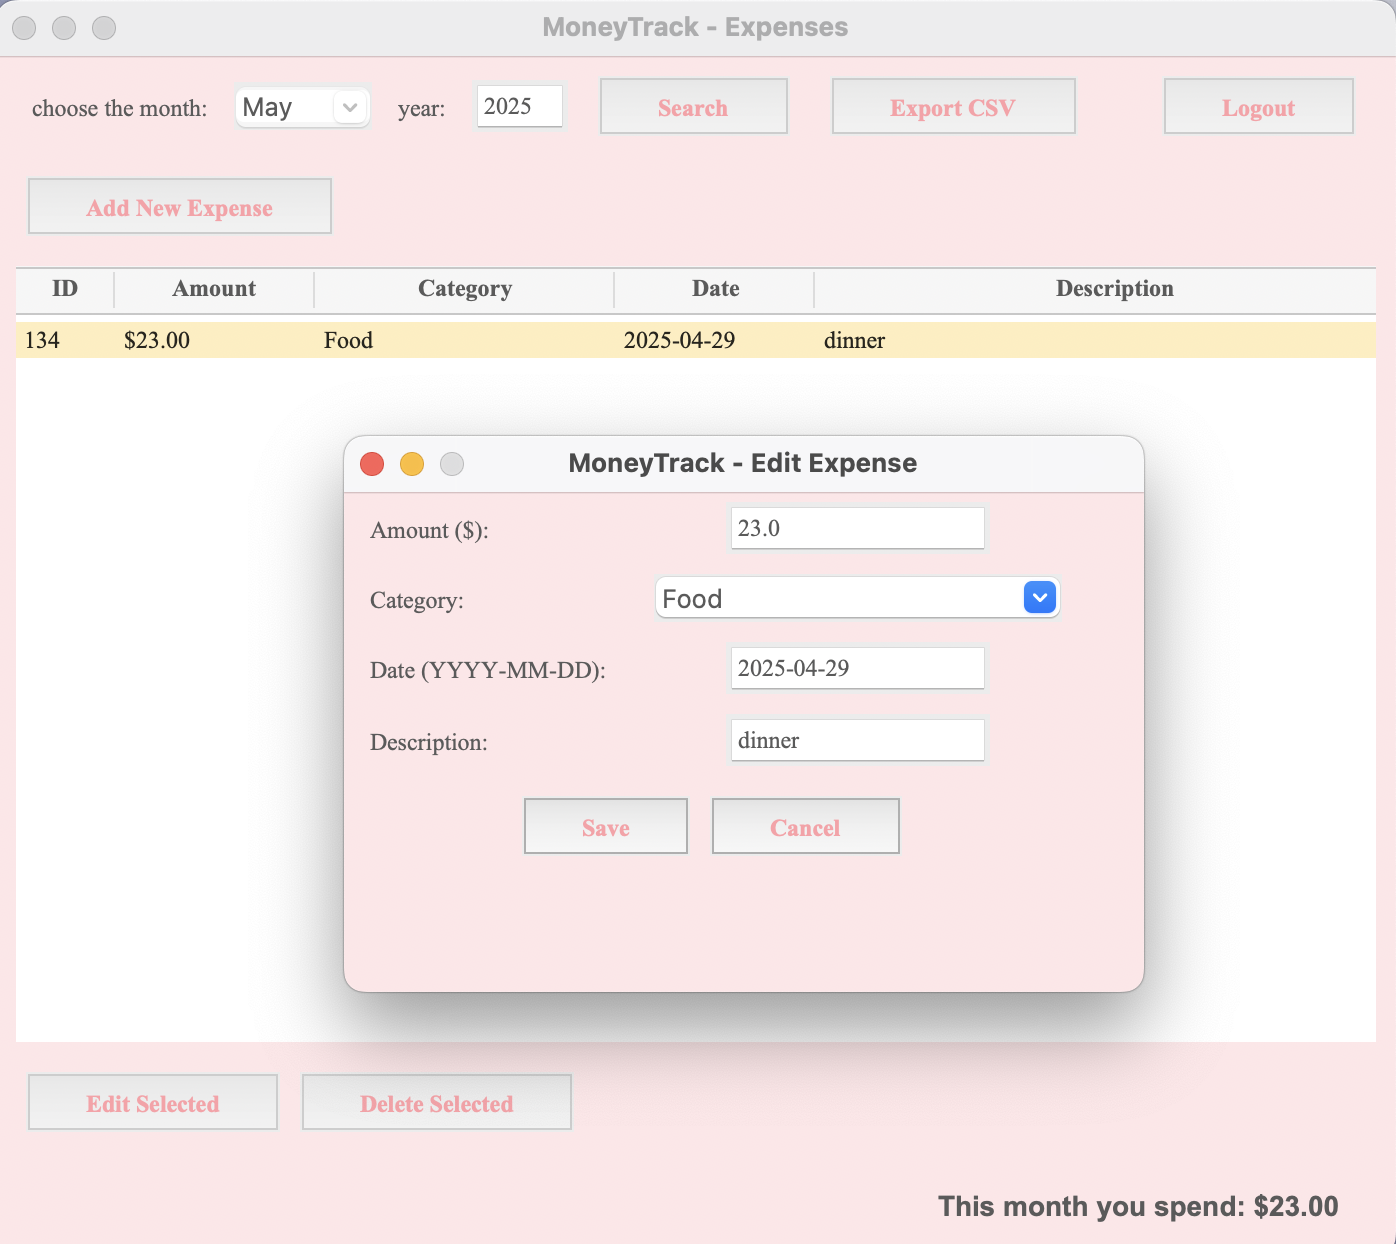 MoneyTrack - Expenses
choose the month: May year: 2025 Search Export CSV Logout
Add New Expense
ID Amount Category Date Description
134 $23.00 Food 2025-04-29 dinner
MoneyTrack - Edit Expense
Amount ($): 23.0
Category: Food
Date (YYYY-MM-DD): 2025-04-29
Description: dinner
Save Cancel
Edit Selected Delete Selected
This month you spend: $23.00